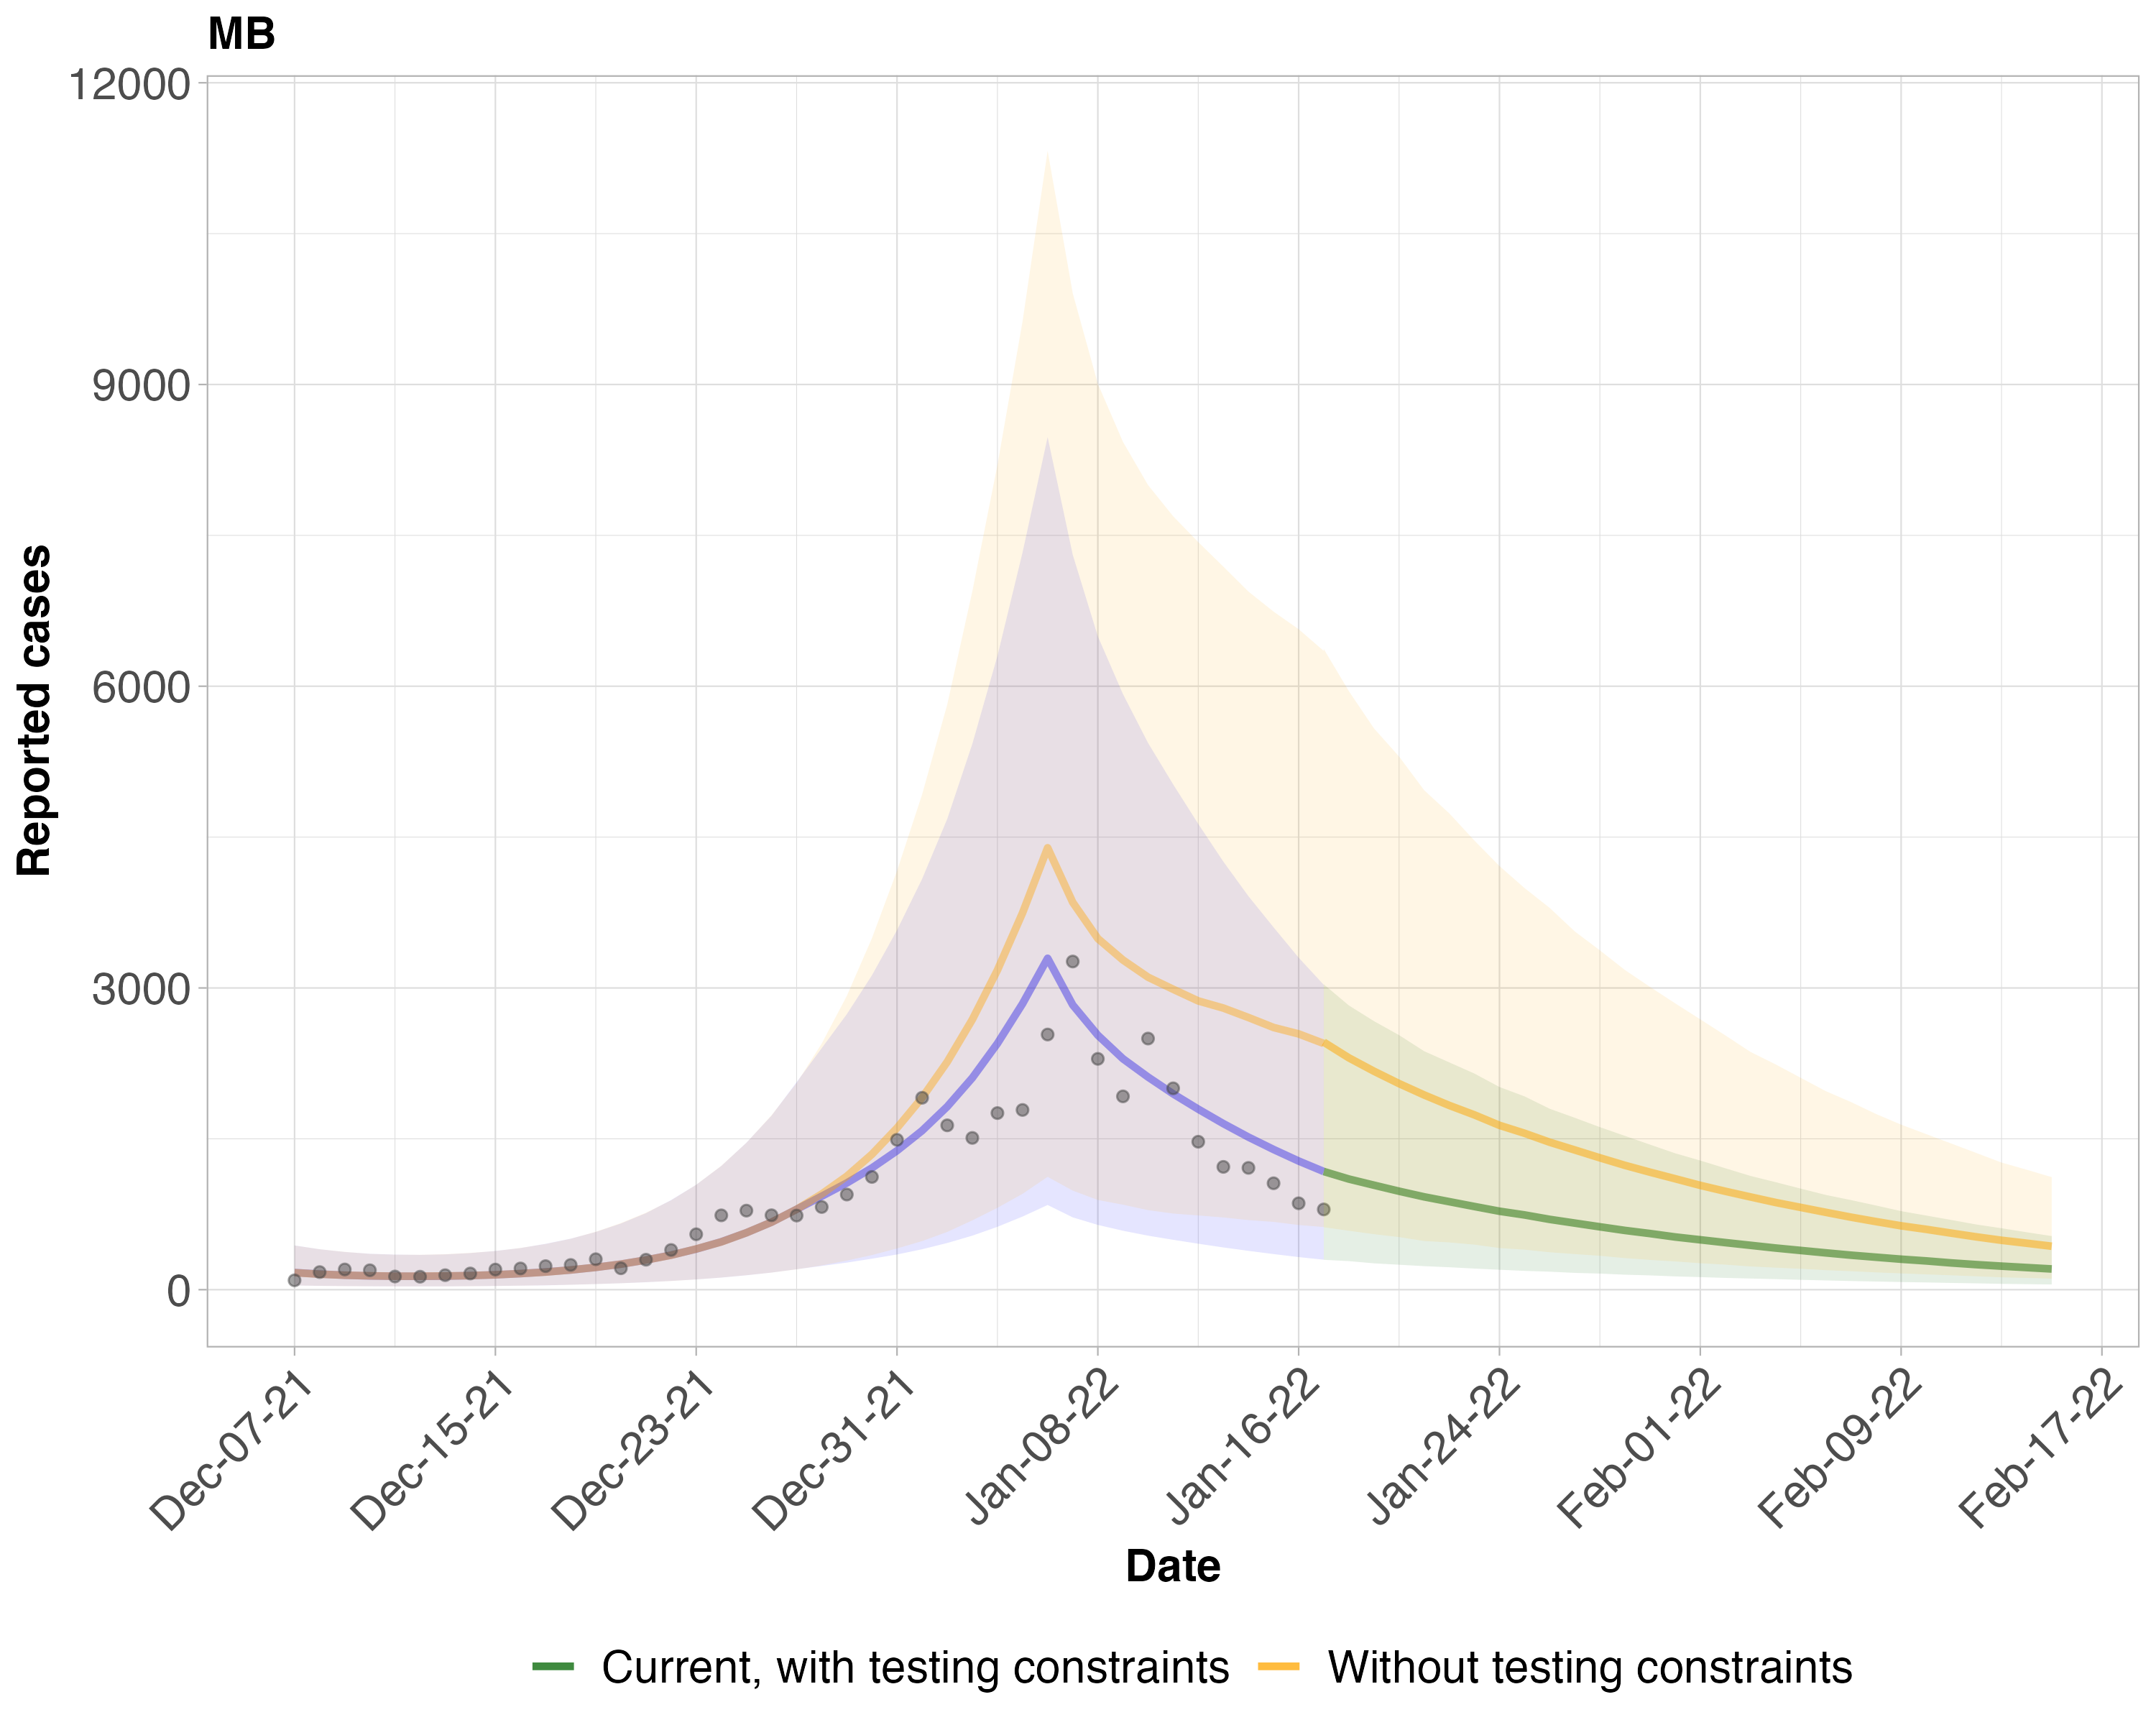 MB
12000
9000
6000
3000
0
Reported cases
Dec-07-21
Dec-15-21
Dec-23-21
Dec-31-21
Jan-08-22
Jan-16-22
Jan-24-22
Feb-01-22
Feb-09-22
Feb-17-22
Date
Current, with testing constraints
Without testing constraints